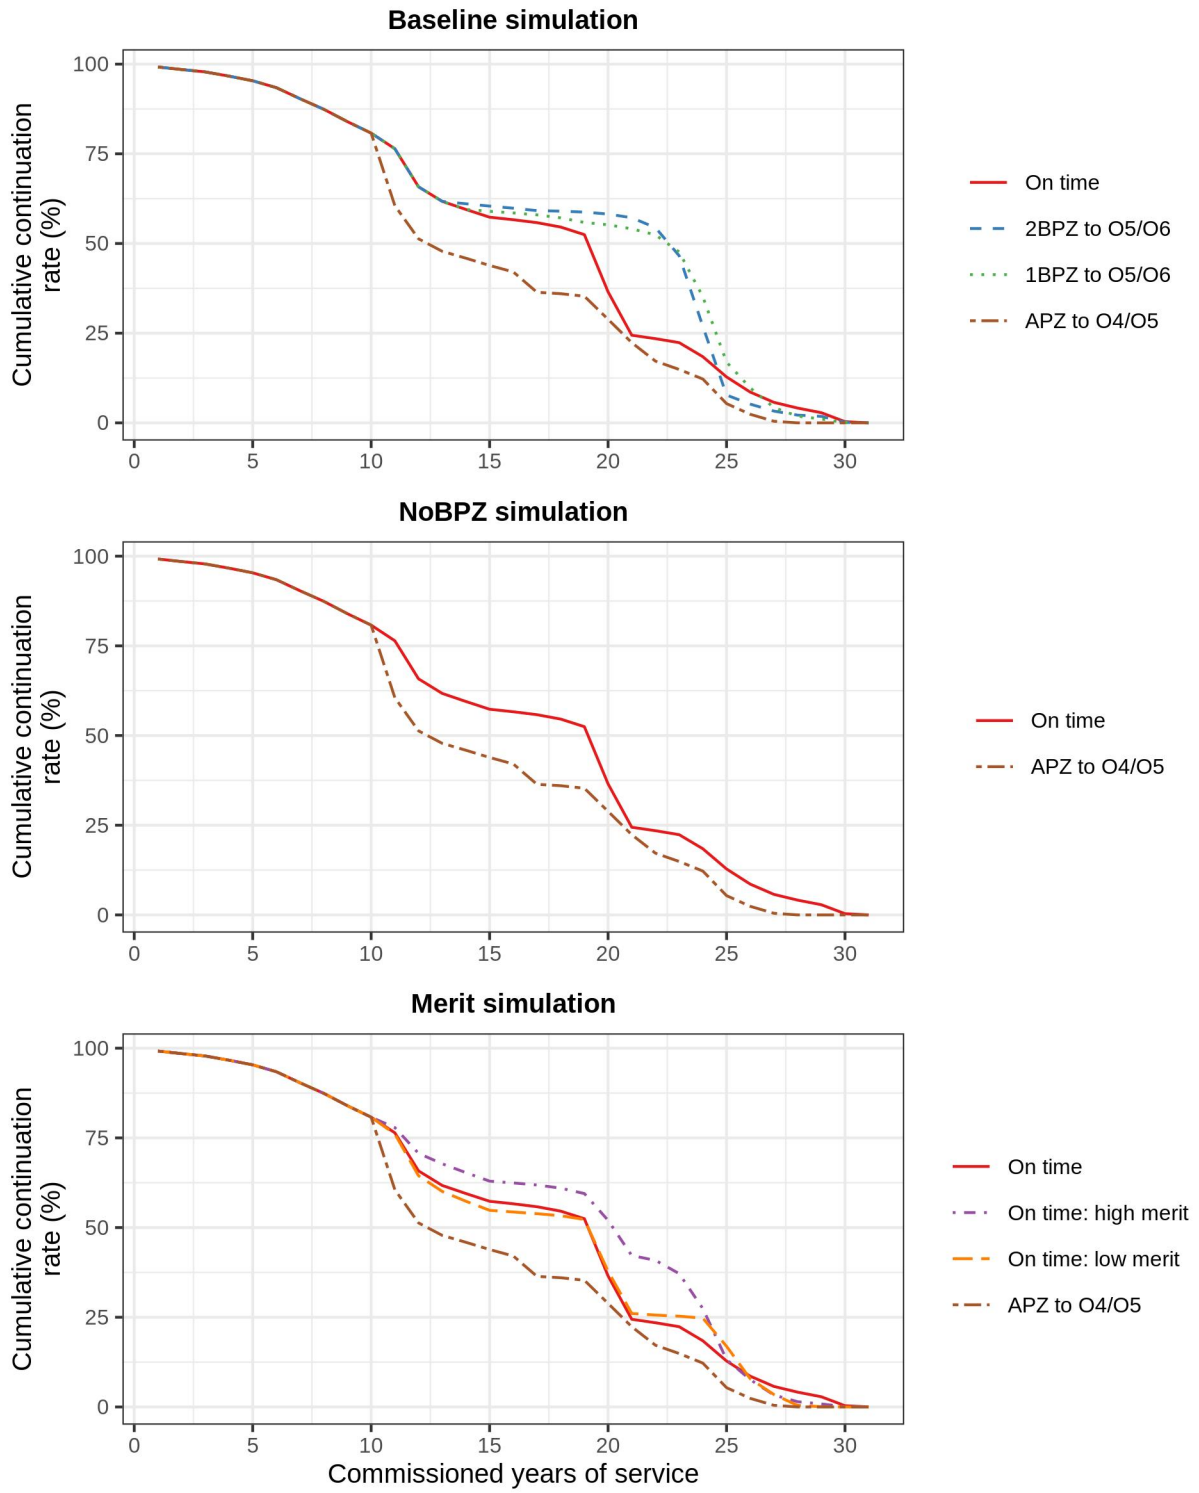 Baseline simulation
Cumulative continuation
rate (%)
100
75
50
25
0
0 5 10 15 20 25 30
On time
2BPZ to O5/O6
1BPZ to O5/O6
APZ to O4/O5
NoBPZ simulation
Cumulative continuation
rate (%)
100
75
50
25
0
0 5 10 15 20 25 30
On time
APZ to O4/O5
Merit simulation
Cumulative continuation
rate (%)
100
75
50
25
0
0 5 10 15 20 25 30
Commissioned years of service
On time
On time: high merit
On time: low merit
APZ to O4/O5